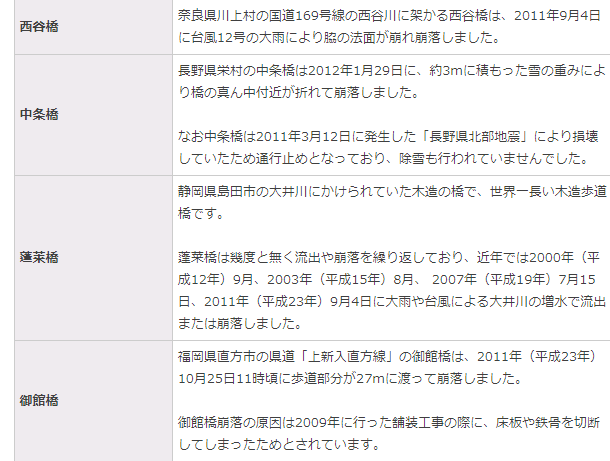 西谷橋
奈良県川上村の国道169号線の西谷川に架かる西谷橋は、2011年9月4日
に台風12号の大雨により脇の法面が崩れ崩落しました。
中条橋
長野県栄村の中条橋は2012年1月29日に、約3mに積もった雪の重みによ
り橋の真ん中付近が折れて崩落しました。
なお中条橋は2011年3月12日に発生した「長野県北部地震」により損壊
していたため通行止めとなっており、除雪も行われていませんでした。
蓬莱橋
静岡県島田市の大井川にかけられていた木造の橋で、世界一長い木造歩道
橋です。
蓬莱橋は幾度と無く流出や崩落を繰り返しており、近年では2000年（平
成12年）9月、2003年（平成15年）8月、 2007年（平成19年）7月15
日、2011年（平成23年）9月4日に大雨や台風による大井川の増水で流出
または崩落しました。
御館橋
福岡県直方市の県道「上新入直方線」の御館橋は、2011年（平成23年）
10月25日11時頃に歩道部分が27mに渡って崩落しました。
御館橋崩落の原因は2009年に行った舗装工事の際に、床板や鉄骨を切断
してしまったためとされています。